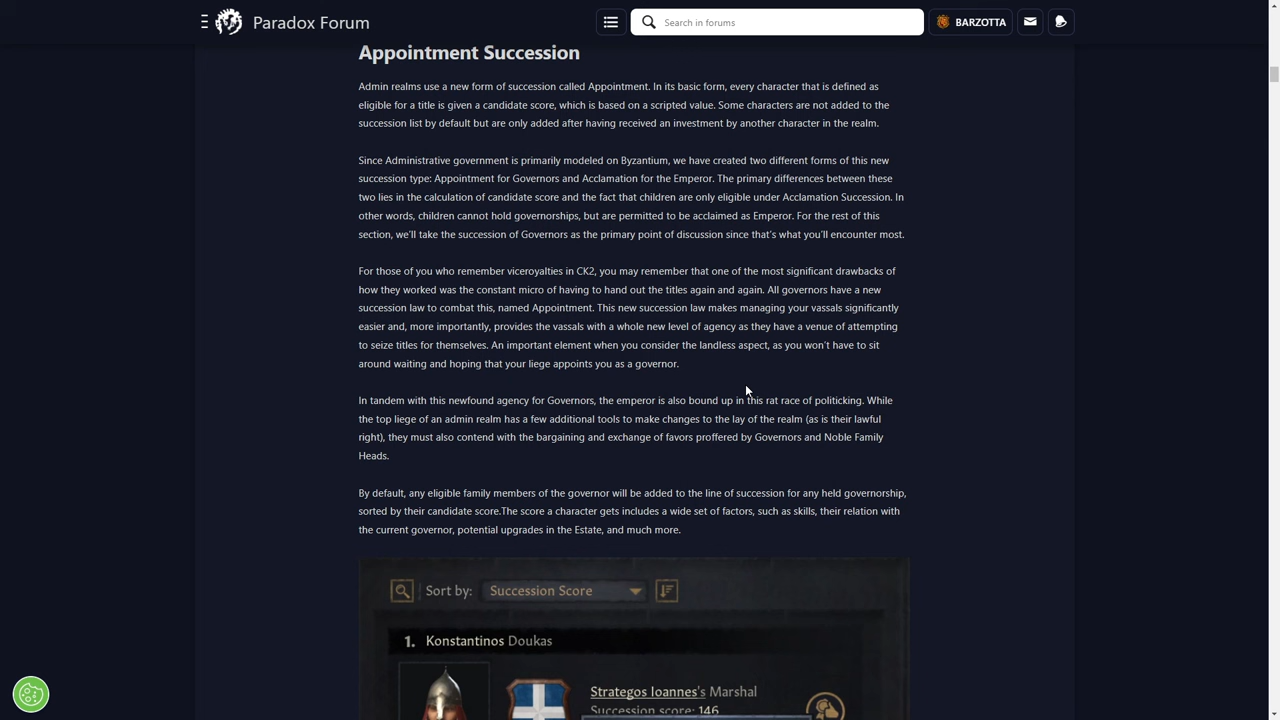 Paradox Forum
Search in forums
BARZOTTA
Appointment Succession
Admin realms use a new form of succession called Appointment. In its basic form, every character that is defined as
eligible for a title is given a candidate score, which is based on a scripted value. Some characters are not added to the
succession list by default but are only added after having received an investment by another character in the realm.
Since Administrative government is primarily modeled on Byzantium, we have created two different forms of this new
succession type: Appointment for Governors and Acclamation for the Emperor. The primary differences between these
two lies in the calculation of candidate score and the fact that children are only eligible under Acclamation Succession. In
other words, children cannot hold governorships, but are permitted to be acclaimed as Emperor. For the rest of this
section, we'll take the succession of Governors as the primary point of discussion since that's what you'll encounter most.
For those of you who remember viceroyalties in CK2, you may remember that one of the most significant drawbacks of
how they worked was the constant micro of having to hand out the titles again and again. All governors have a new
succession law to combat this, named Appointment. This new succession law makes managing your vassals significantly
easier and, more importantly, provides the vassals with a whole new level of agency as they have a venue of attempting
to seize titles for themselves. An important element when you consider the landless aspect, as you won't have to sit
around waiting and hoping that your liege appoints you as a governor.
In tandem with this newfound agency for Governors, the emperor is also bound up in this rat race of politicking. While
the top liege of an admin realm has a few additional tools to make changes to the lay of the realm (as is their lawful
right), they must also contend with the bargaining and exchange of favors proffered by Governors and Noble Family
Heads.
By default, any eligible family members of the governor will be added to the line of succession for any held governorship,
sorted by their candidate score.The score a character gets includes a wide set of factors, such as skills, their relation with
the current governor, potential upgrades in the Estate, and much more.
Sort by: Succession Score
1. Konstantinos Doukas
Strategos Ioannes's Marshal
Succession score: 146